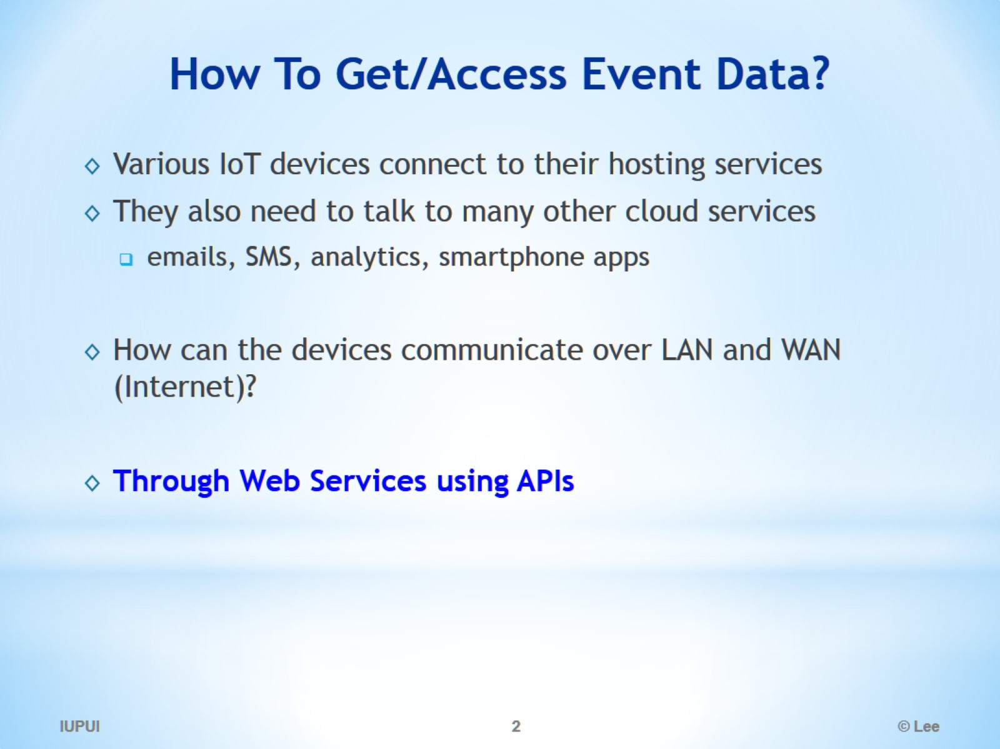 How To Get/Access Event Data?
Various IoT devices connect to their hosting services
They also need to talk to many other cloud services
emails, SMS, analytics, smartphone apps
How can the devices communicate over LAN and WAN
(Internet)?
Through Web Services using APIs
IUPUI
2
© Lee